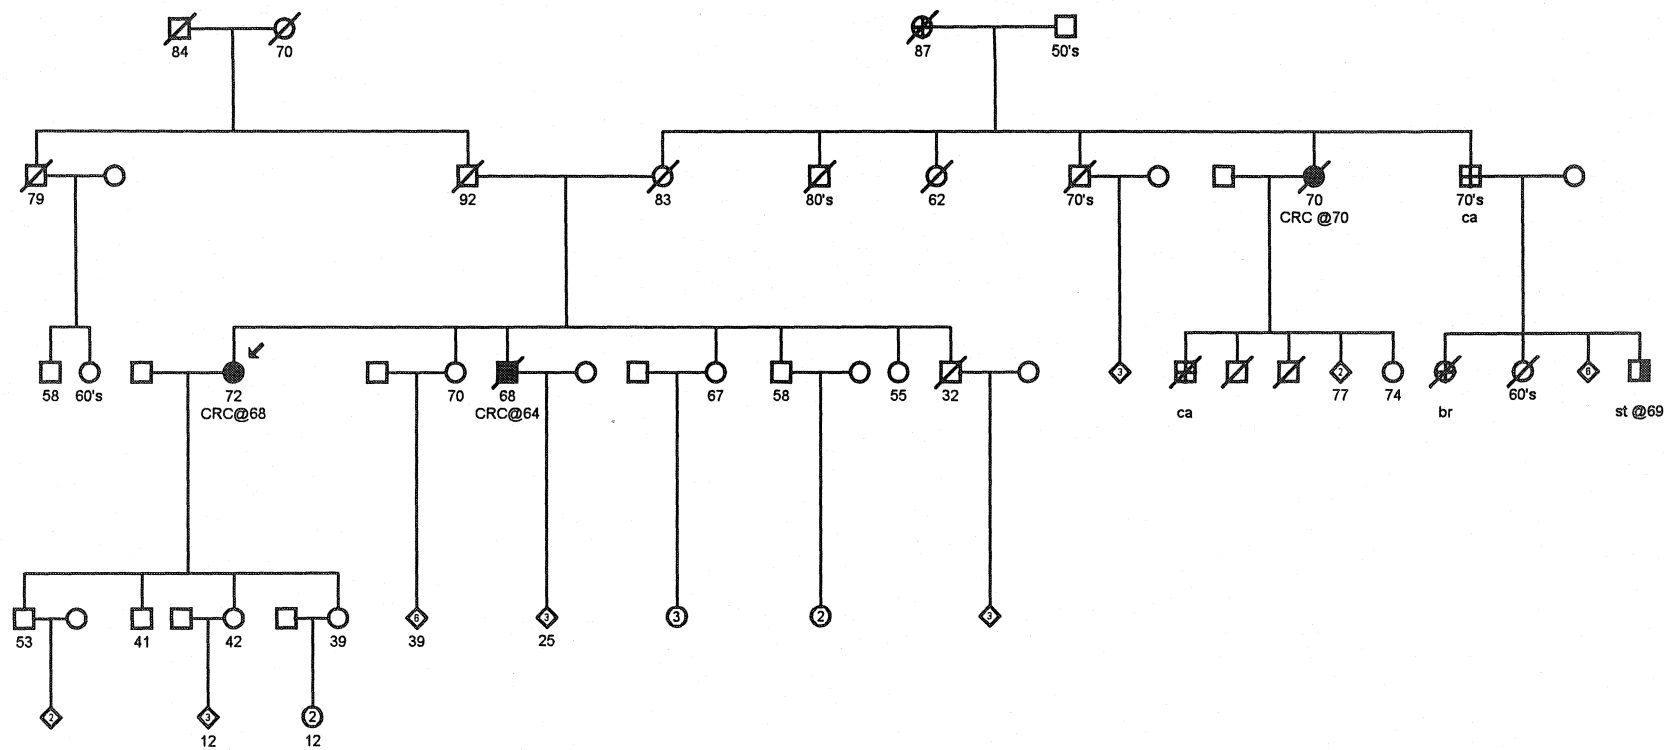 84 70 87 50's
79 92 83 80's 62 70's 70 70's
CRC @70 ca
3 2 6
58 60's 72 70 68 67 58 55 32 77 74 60's
CRC@68 CRC@64 ca br st @69
6 3 3 2 3
53 41 42 39 39 25
2 3 2
12 12